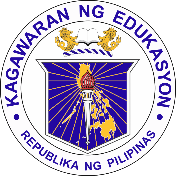 KAGAWARAN NG EDUKASYON
REPUBLIKA NG PILIPINAS